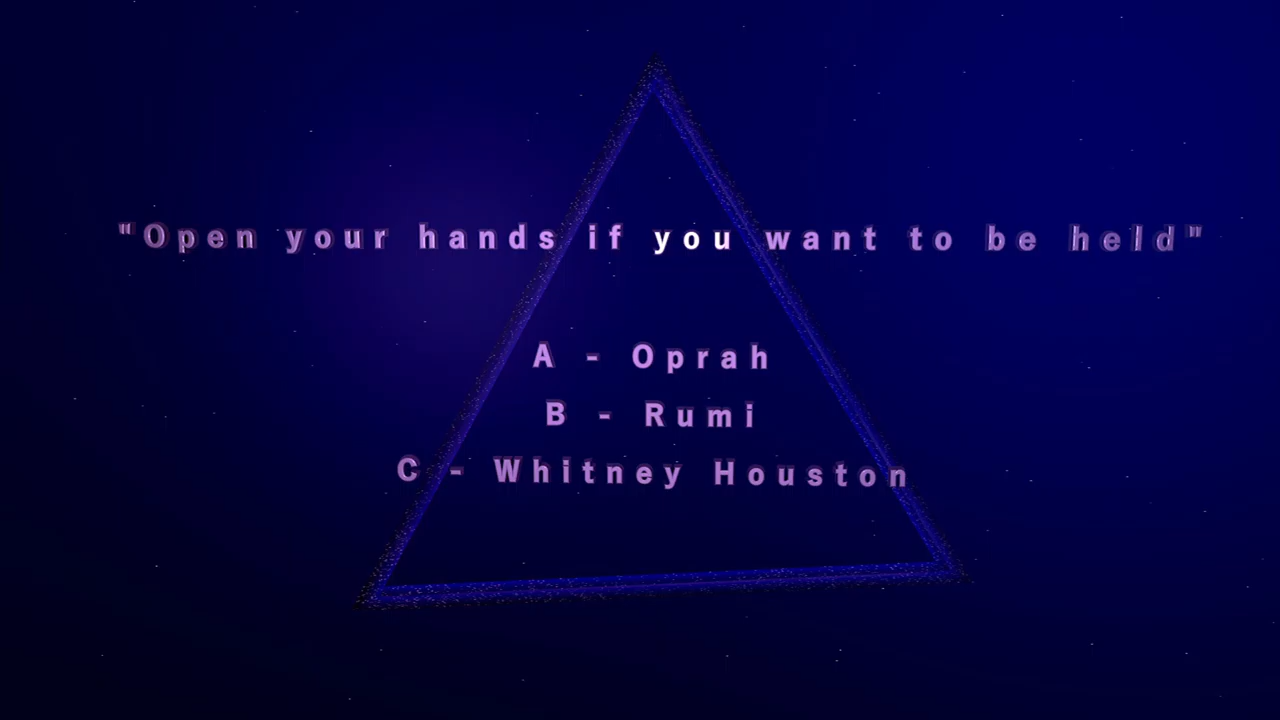 "Open your hands if you want to be held"
A - Oprah
B - Rumi
C - Whitney Houston